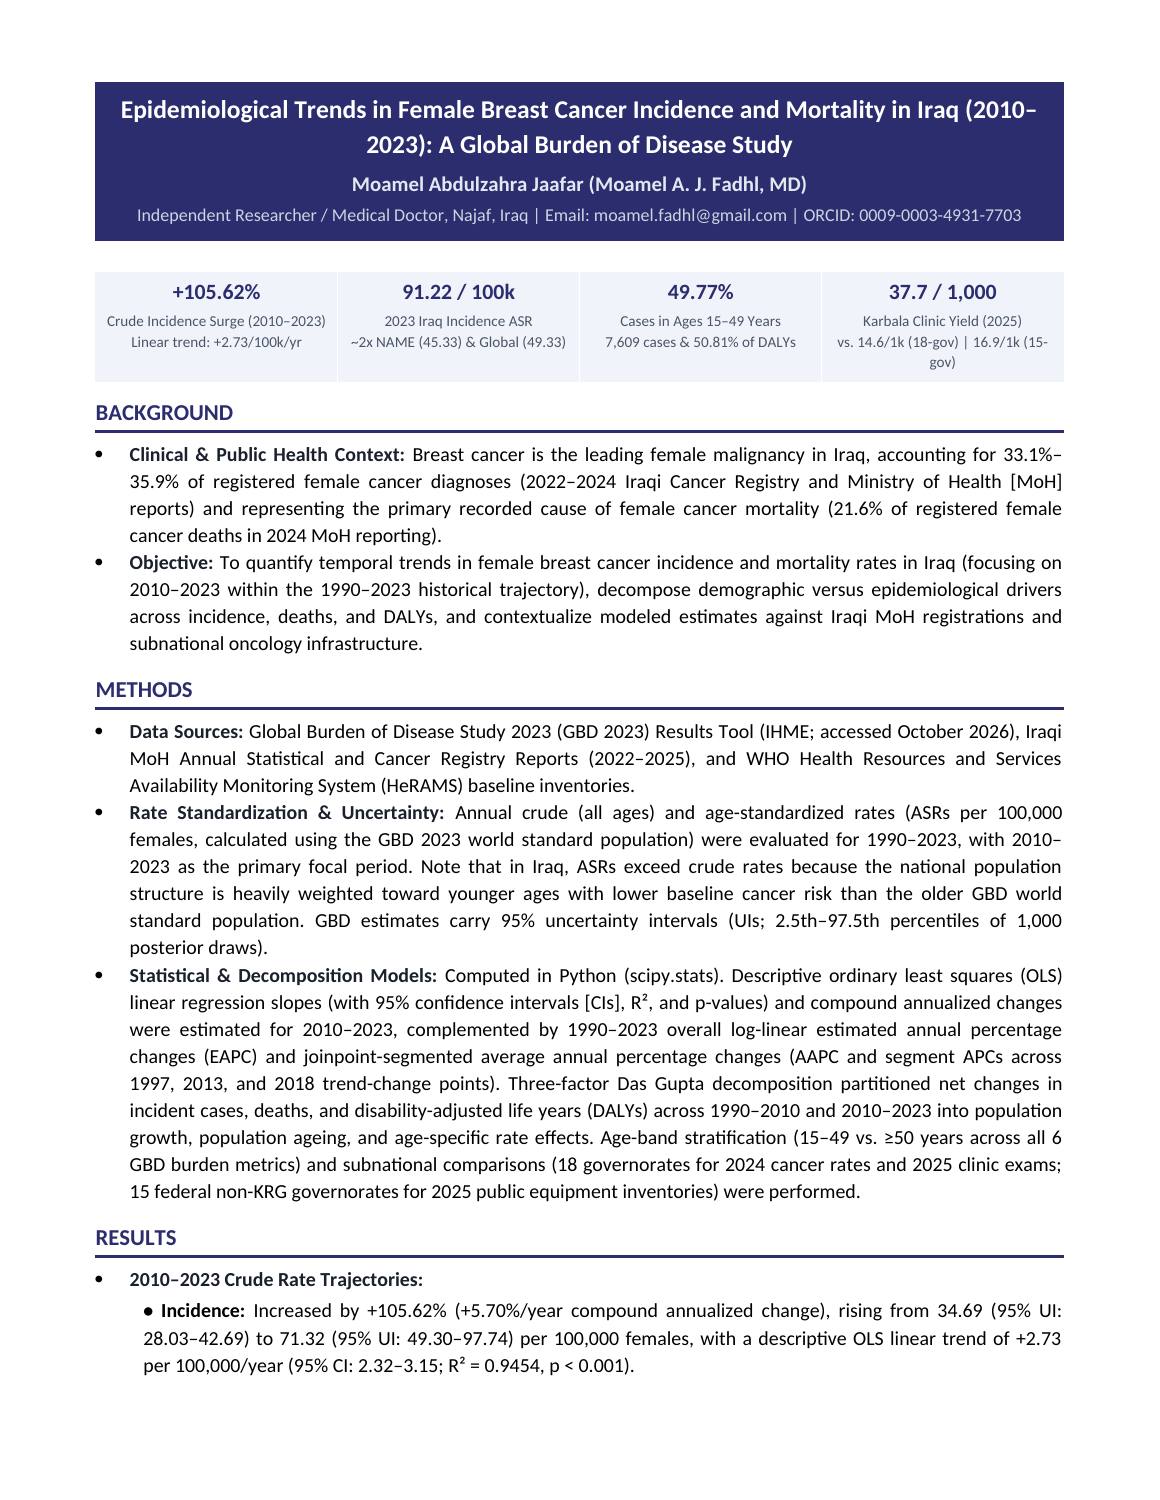 Epidemiological Trends in Female Breast Cancer Incidence and Mortality in Iraq (2010–
2023): A Global Burden of Disease Study
Moamel Abdulzahra Jaafar (Moamel A. J. Fadhl, MD)
Independent Researcher / Medical Doctor, Najaf, Iraq | Email: moamel.fadhl@gmail.com | ORCID: 0009-0003-4931-7703
+105.62%
Crude Incidence Surge (2010–2023)
Linear trend: +2.73/100k/yr
91.22 / 100k
2023 Iraq Incidence ASR
~2x NAME (45.33) & Global (49.33)
49.77%
Cases in Ages 15–49 Years
7,609 cases & 50.81% of DALYs
37.7 / 1,000
Karbala Clinic Yield (2025)
vs. 14.6/1k (18-gov) | 16.9/1k (15-
gov)
BACKGROUND
• Clinical & Public Health Context: Breast cancer is the leading female malignancy in Iraq, accounting for 33.1%–
35.9% of registered female cancer diagnoses (2022–2024 Iraqi Cancer Registry and Ministry of Health [MoH]
reports) and representing the primary recorded cause of female cancer mortality (21.6% of registered female
cancer deaths in 2024 MoH reporting).
• Objective: To quantify temporal trends in female breast cancer incidence and mortality rates in Iraq (focusing on
2010–2023 within the 1990–2023 historical trajectory), decompose demographic versus epidemiological drivers
across incidence, deaths, and DALYs, and contextualize modeled estimates against Iraqi MoH registrations and
subnational oncology infrastructure.
METHODS
• Data Sources: Global Burden of Disease Study 2023 (GBD 2023) Results Tool (IHME; accessed October 2026), Iraqi
MoH Annual Statistical and Cancer Registry Reports (2022–2025), and WHO Health Resources and Services
Availability Monitoring System (HeRAMS) baseline inventories.
• Rate Standardization & Uncertainty: Annual crude (all ages) and age-standardized rates (ASRs per 100,000
females, calculated using the GBD 2023 world standard population) were evaluated for 1990–2023, with 2010–
2023 as the primary focal period. Note that in Iraq, ASRs exceed crude rates because the national population
structure is heavily weighted toward younger ages with lower baseline cancer risk than the older GBD world
standard population. GBD estimates carry 95% uncertainty intervals (UIs; 2.5th–97.5th percentiles of 1,000
posterior draws).
• Statistical & Decomposition Models: Computed in Python (scipy.stats). Descriptive ordinary least squares (OLS)
linear regression slopes (with 95% confidence intervals [CIs], R², and p-values) and compound annualized changes
were estimated for 2010–2023, complemented by 1990–2023 overall log-linear estimated annual percentage
changes (EAPC) and joinpoint-segmented average annual percentage changes (AAPC and segment APCs across
1997, 2013, and 2018 trend-change points). Three-factor Das Gupta decomposition partitioned net changes in
incident cases, deaths, and disability-adjusted life years (DALYs) across 1990–2010 and 2010–2023 into population
growth, population ageing, and age-specific rate effects. Age-band stratification (15–49 vs. ≥50 years across all 6
GBD burden metrics) and subnational comparisons (18 governorates for 2024 cancer rates and 2025 clinic exams;
15 federal non-KRG governorates for 2025 public equipment inventories) were performed.
RESULTS
• 2010–2023 Crude Rate Trajectories:
• Incidence: Increased by +105.62% (+5.70%/year compound annualized change), rising from 34.69 (95% UI:
28.03–42.69) to 71.32 (95% UI: 49.30–97.74) per 100,000 females, with a descriptive OLS linear trend of +2.73
per 100,000/year (95% CI: 2.32–3.15; R² = 0.9454, p < 0.001).